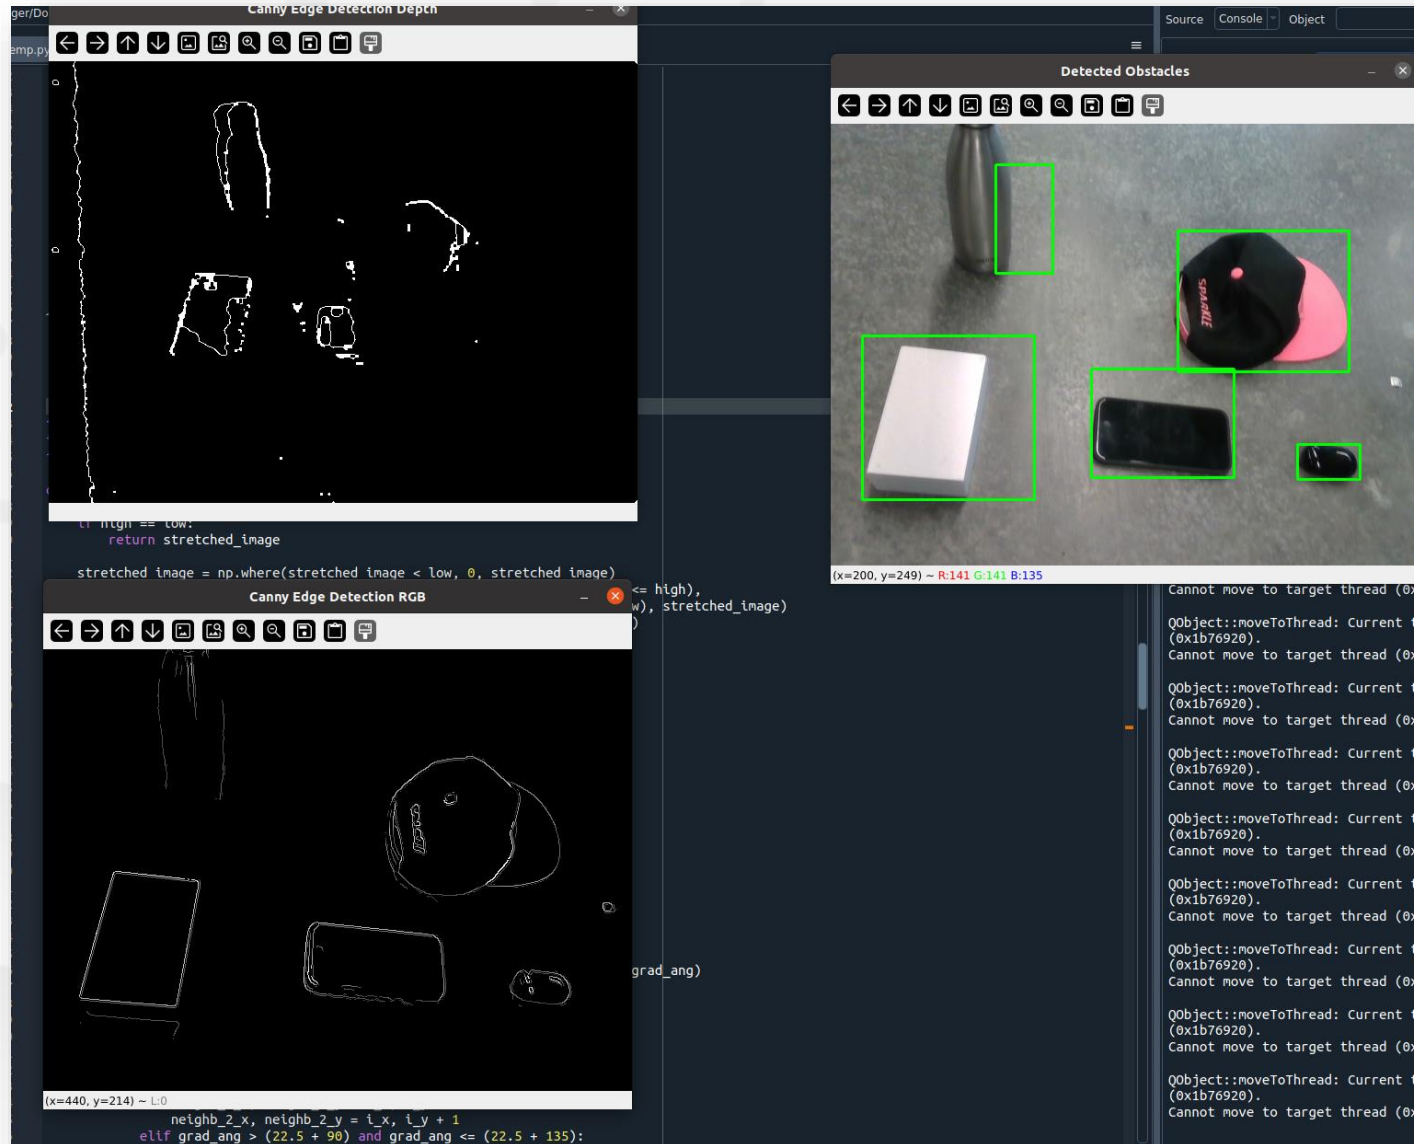 ger/Do
emp.py
Canny Edge Detection Depth
Source Console Object
Detected Obstacles
SPARKLE
(x=200, y=249) ~ R:141 G:141 B:135
if high == low:
return stretched_image
stretched_image = np.where(stretched_image < low, 0, stretched_image)
<= high),
w), stretched_image)
)
Canny Edge Detection RGB
grad_ang)
(x=440, y=214) ~ L:0
neighb_2_x, neighb_2_y = i_x, i_y + 1
elif grad_ang > (22.5 + 90) and grad_ang <= (22.5 + 135):
Cannot move to target thread (0x
QObject::moveToThread: Current t
(0x1b76920).
Cannot move to target thread (0x
QObject::moveToThread: Current t
(0x1b76920).
Cannot move to target thread (0x
QObject::moveToThread: Current t
(0x1b76920).
Cannot move to target thread (0x
QObject::moveToThread: Current t
(0x1b76920).
Cannot move to target thread (0x
QObject::moveToThread: Current t
(0x1b76920).
Cannot move to target thread (0x
QObject::moveToThread: Current t
(0x1b76920).
Cannot move to target thread (0x
QObject::moveToThread: Current t
(0x1b76920).
Cannot move to target thread (0x
QObject::moveToThread: Current t
(0x1b76920).
Cannot move to target thread (0x